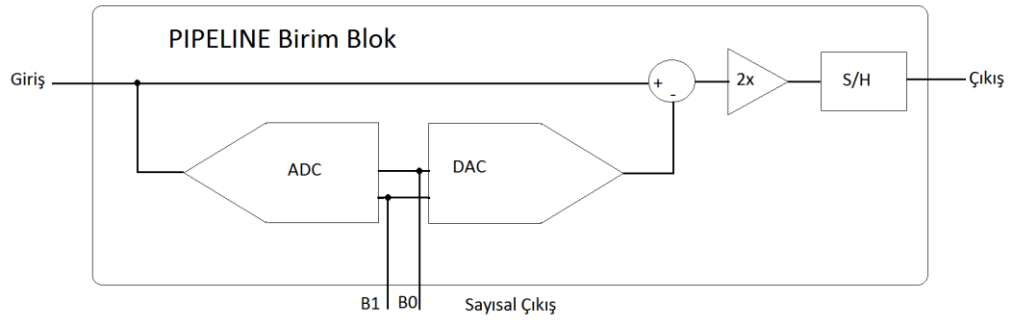 PIPELINE Birim Blok
Giriş
+
-
2x
S/H
Çıkış
ADC
DAC
B1
B0
Sayısal Çıkış